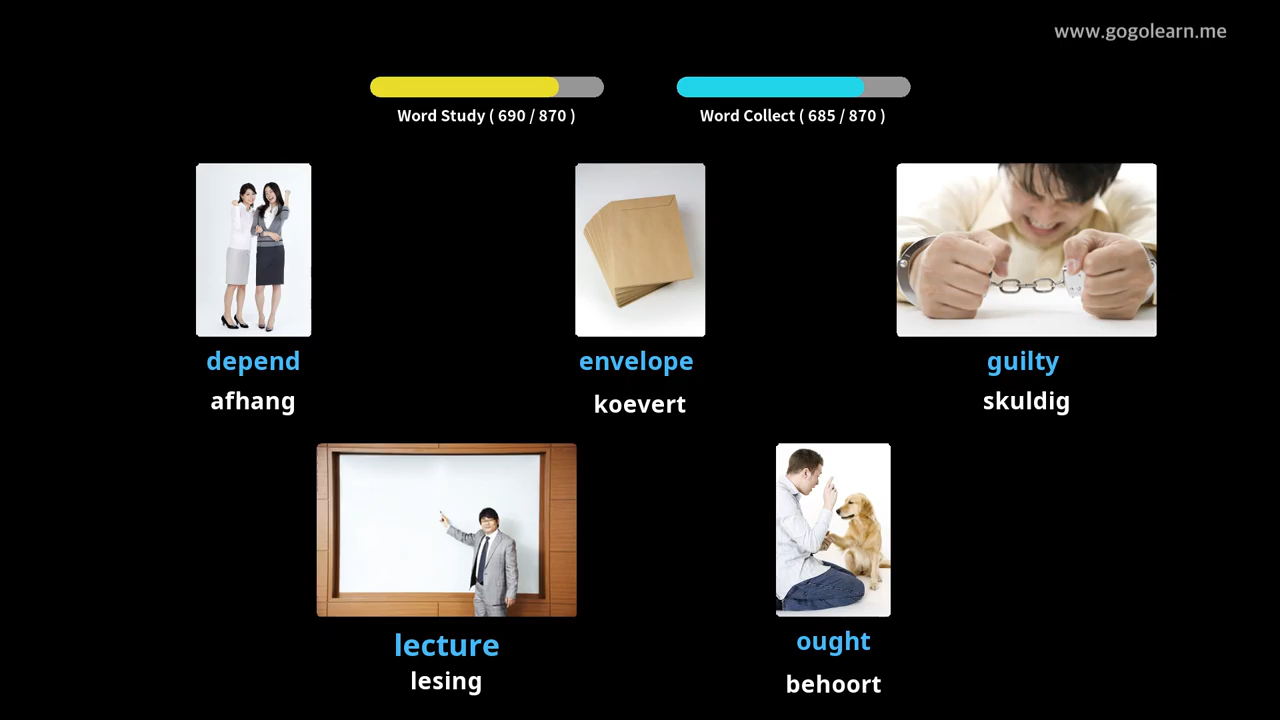 www.gogolearn.me
Word Study ( 690 / 870 )
Word Collect ( 685 / 870 )
depend
afhang
envelope
koevert
guilty
skuldig
lecture
lesing
ought
behoort